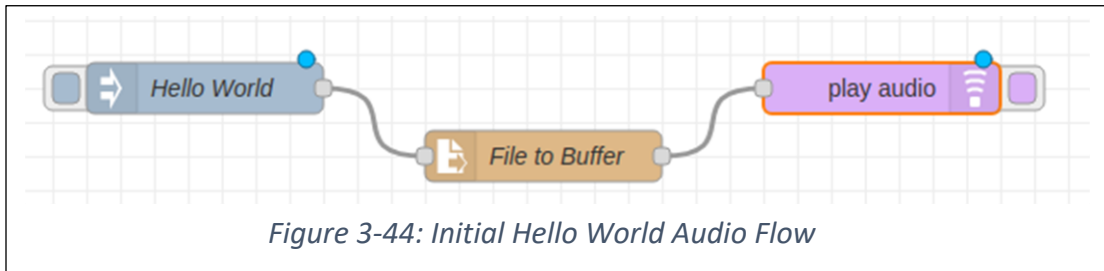 Hello World
play audio
File to Buffer
Figure 3-44: Initial Hello World Audio Flow